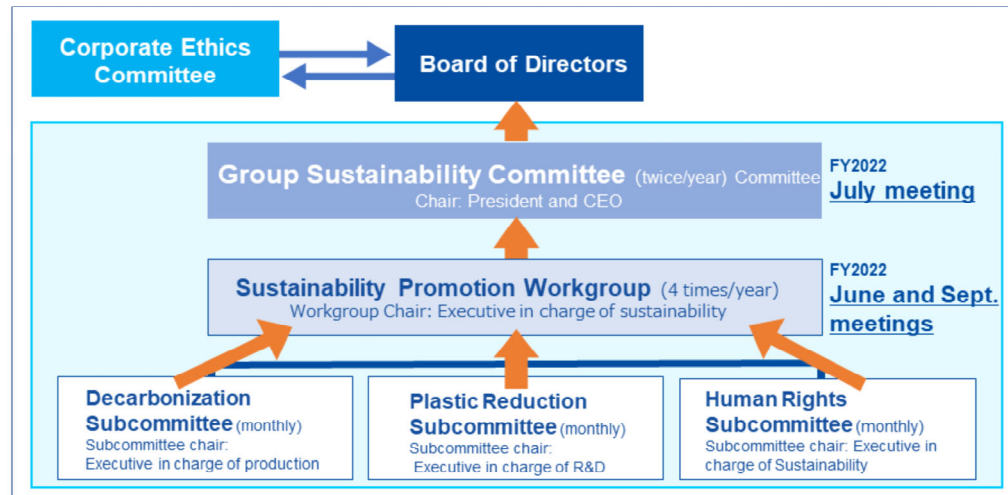 Corporate Ethics
Committee
Board of Directors
Group Sustainability Committee (twice/year) Committee
Chair: President and CEO
FY2022
July meeting
Sustainability Promotion Workgroup (4 times/year)
Workgroup Chair: Executive in charge of sustainability
FY2022
June and Sept.
meetings
Decarbonization
Subcommittee (monthly)
Subcommittee chair:
Executive in charge of production
Plastic Reduction
Subcommittee (monthly)
Subcommittee chair:
Executive in charge of R&D
Human Rights
Subcommittee (monthly)
Subcommittee chair: Executive in
charge of Sustainability